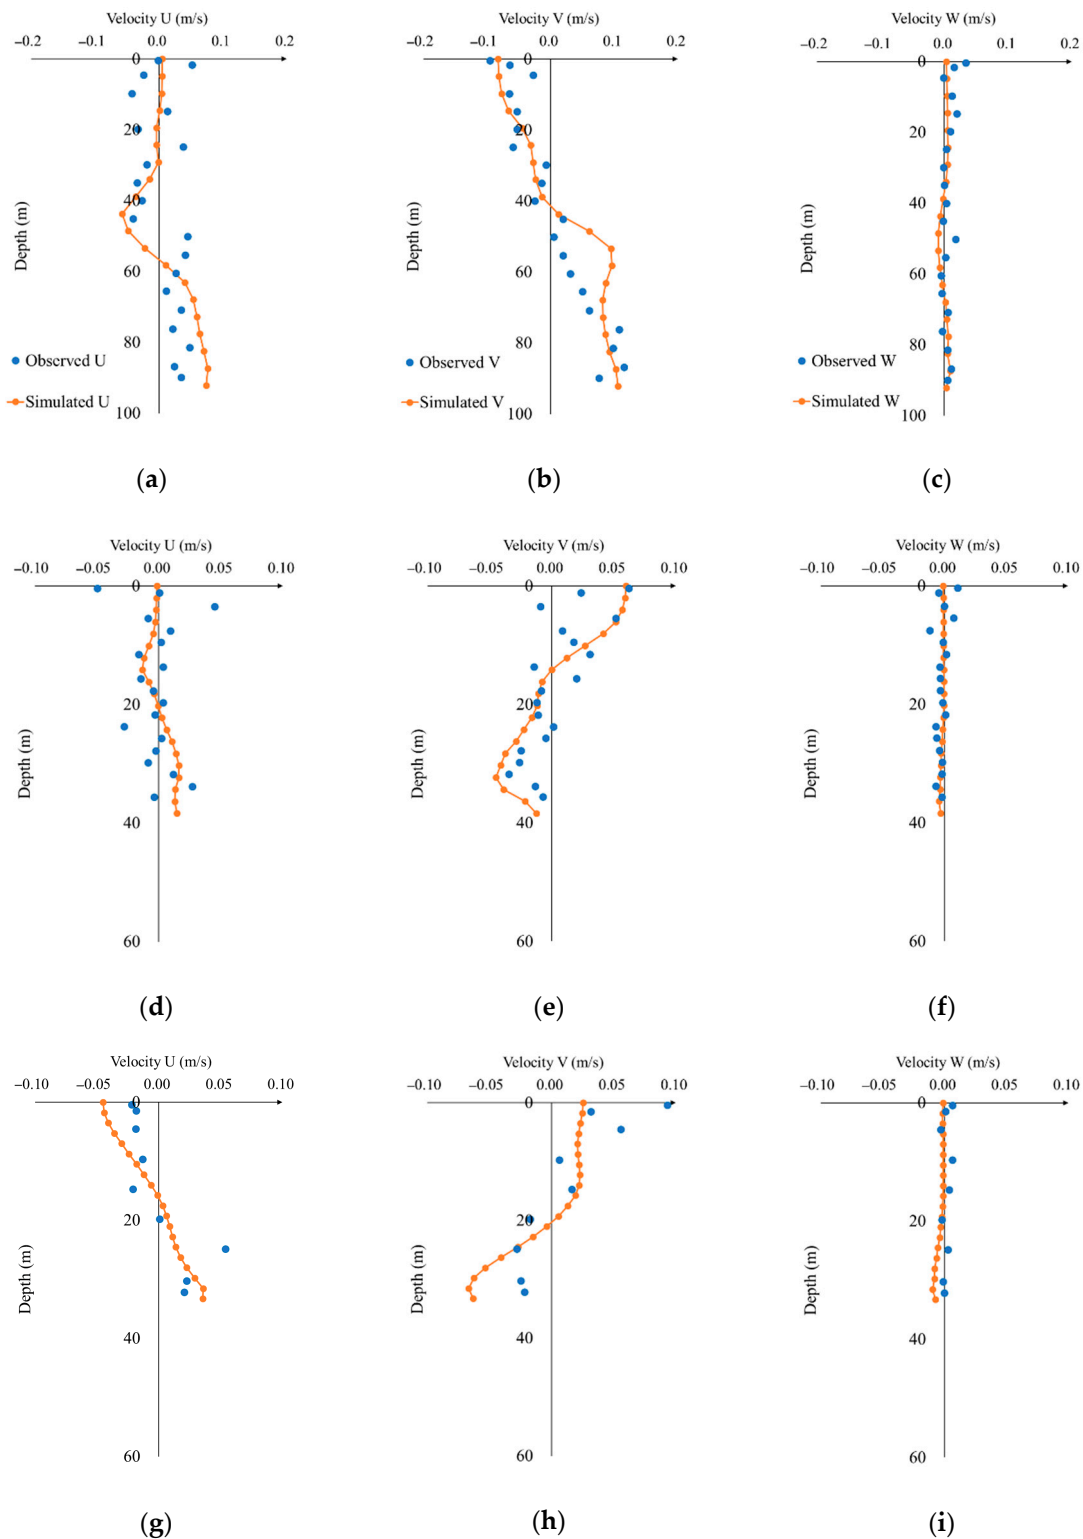 Velocity U (m/s) Velocity V (m/s) Velocity W (m/s)
−0.2 −0.1 0.0 0.1 0.2 −0.2 −0.1 0 0.1 0.2 −0.2 −0.1 0.0 0.1 0.2
0 0 0
20 20 20
40 40 40
Depth (m) Depth (m) Depth (m)
60 60 60
80 80 80
Observed U Observed V Observed W
Simulated U Simulated V Simulated W
100 100 100
(a) (b) (c)
Velocity U (m/s) Velocity V (m/s) Velocity W (m/s)
−0.10 −0.05 0.00 0.05 0.10 −0.10 −0.05 0.00 0.05 0.10 −0.10 −0.05 0.00 0.05 0.10
0 0 0
20 20 20
Depth (m) Depth (m) Depth (m)
40 40 40
60 60 60
(d) (e) (f)
Velocity U (m/s) Velocity V (m/s) Velocity W (m/s)
−0.10 −0.05 0.00 0.05 0.10 −0.10 −0.05 0.00 0.05 0.10 −0.10 −0.05 0.00 0.05 0.10
0 0 0
20 20 20
Depth (m) Depth (m) Depth (m)
40 40 40
60 60 60
(g) (h) (i)